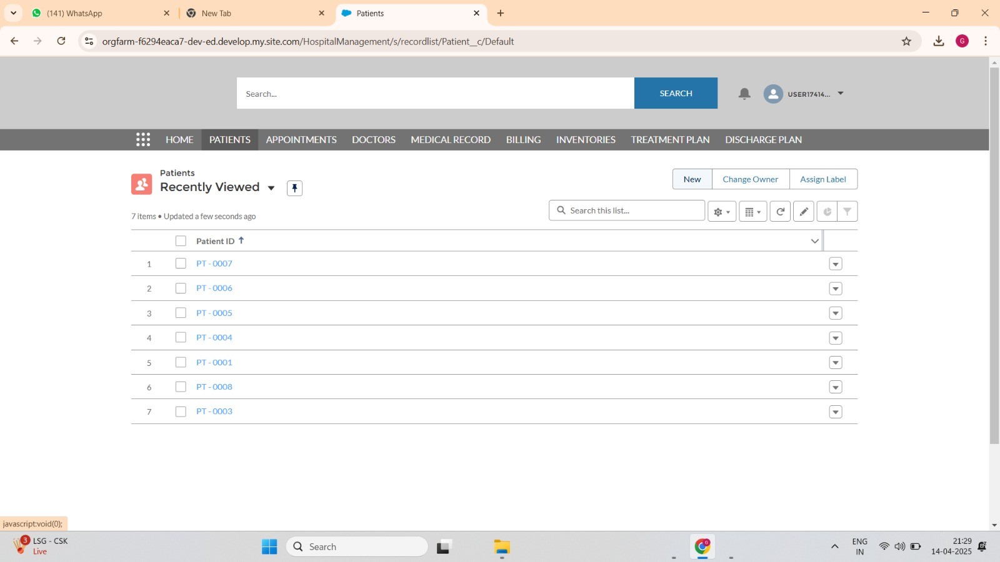 (141) WhatsApp
New Tab
Patients
orgfarm-f6294eaca7-dev-ed.develop.my.site.com/HospitalManagement/s/recordlist/Patient__c/Default
G
Search...
SEARCH
USER17414...
HOME PATIENTS APPOINTMENTS DOCTORS MEDICAL RECORD BILLING INVENTORIES TREATMENT PLAN DISCHARGE PLAN
Patients
Recently Viewed
New Change Owner Assign Label
7 items • Updated a few seconds ago
Search this list...
Patient ID
1 PT - 0007
2 PT - 0006
3 PT - 0005
4 PT - 0004
5 PT - 0001
6 PT - 0008
7 PT - 0003
javascript:void(0);
3
LSG - CSK
Live
Search
G
ENG
IN
21:29
14-04-2025